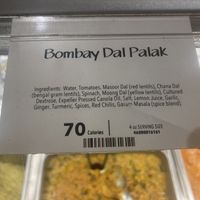 Bombay Dal Palak
Ingredients: Water, Tomatoes, Masoor Dal (red lentils), Chana Dal
(bengal gram lentils), Spinach, Moong Dal (yellow lentils), Cultured
Dextrose, Expeller Pressed Canola Oil, Salt, Lemon Juice, Garlic,
Ginger, Turmeric, Spices, Red Chilis, Garam Masala (spice blend).
70 Calories
4 oz SERVING SIZE